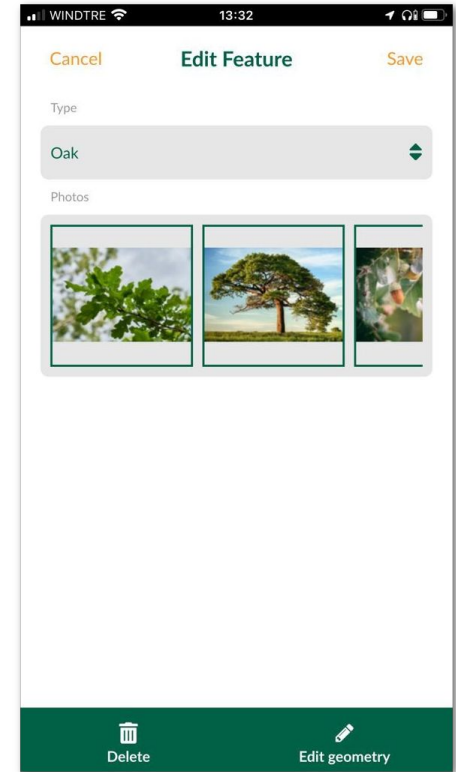 WINDTRE 13:32
Cancel Edit Feature Save
Type
Oak
Photos
Delete Edit geometry